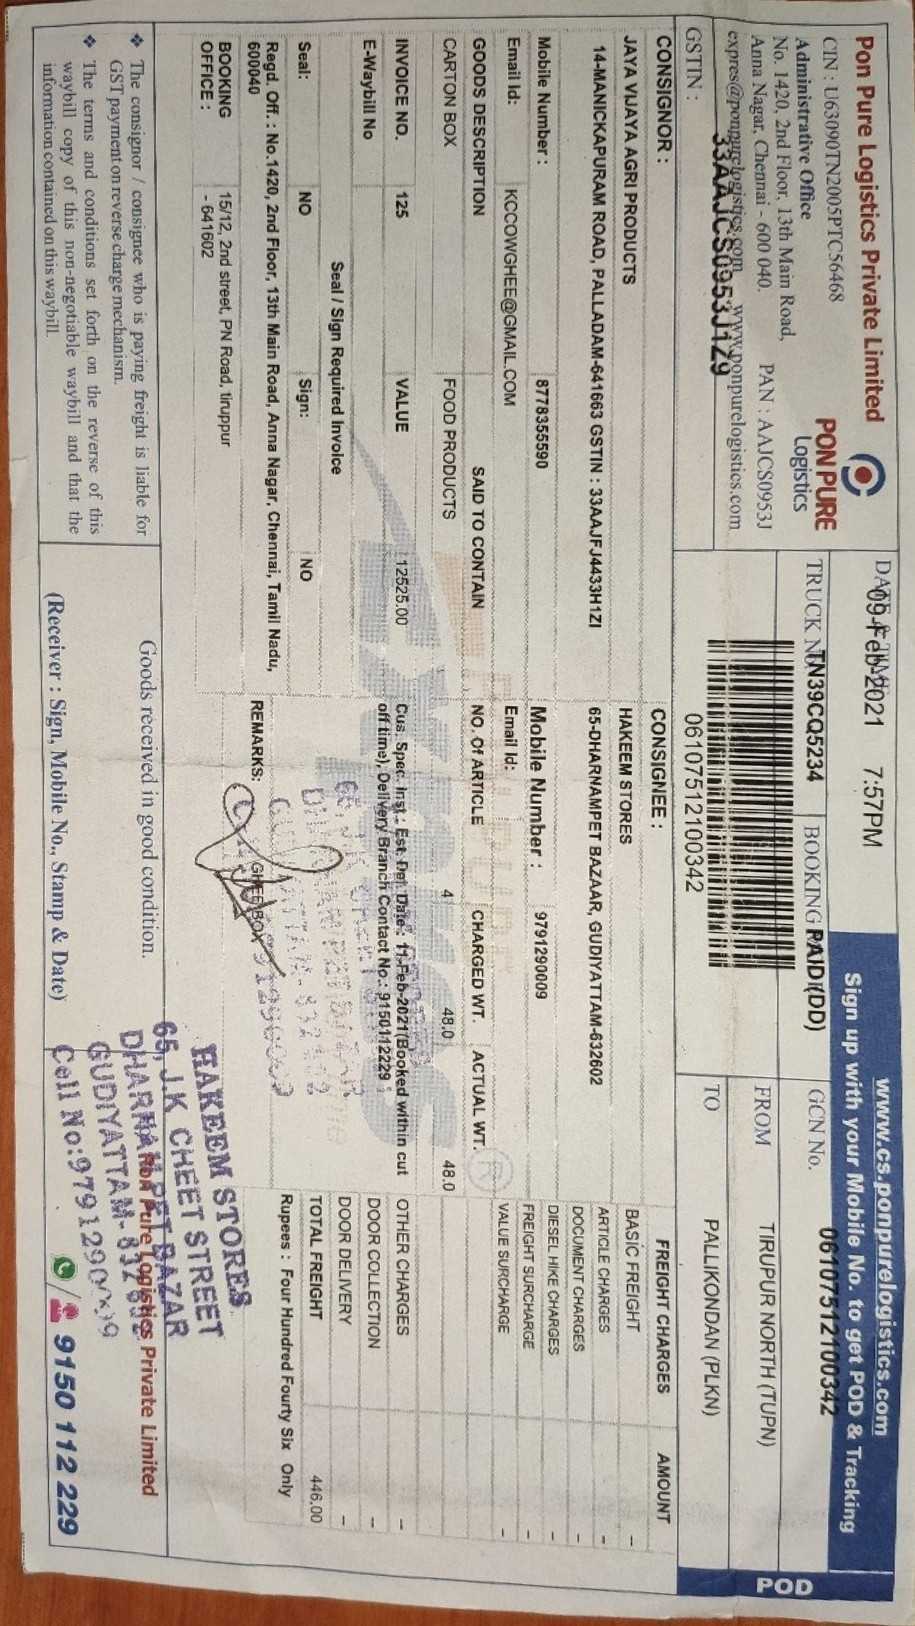 Pon Pure Logistics Private Limited
CIN : U63090TN2005PTC56468
Administrative Office
No. 1420, 2nd Floor, 13th Main Road,
Anna Nagar, Chennai - 600 040. PAN : AAJCS0953J
expres@ponpurelogistics.com www.ponpurelogistics.com
GSTIN : 33AAJCS0953J1Z9
PON PURE
Logistics
09-Feb-2021 7:57PM
TRUCK NO TN39CQ5234
BOOKING PAID(DD)
0610751210​0342
www.cs.ponpurelogistics.com
Sign up with your Mobile No. to get POD & Tracking
GCN No. 06107512100342
FROM TIRUPUR NORTH (TUPN)
TO PALLIKONDAN (PLKN)
POD
CONSIGNOR :
JAYA VIJAYA AGRI PRODUCTS
14-MANICKAPURAM ROAD, PALLADAM-641663 GSTIN : 33AAJFJ4433H1ZI
Mobile Number : 8778355590
Email Id: KCCOWGHEE@GMAIL.COM
CONSIGNEE :
HAKEEM STORES
65-DHARNAMPET BAZAAR, GUDIYATTAM-632602
Mobile Number : 9791290009
Email Id:
GOODS DESCRIPTION SAID TO CONTAIN NO. Of ARTICLE CHARGED WT. ACTUAL WT.
CARTON BOX FOOD PRODUCTS 4 48.0 48.0
INVOICE NO. 125 VALUE 12525.00
E-Waybill No
Cus. Spec. Inst : Est. Del. Date : 11-Feb-2021(Booked within cut
off time), Delivery Branch Contact No.: 9150112229
Seal / Sign Required Invoice
Seal: NO Sign: NO
Regd. Off. : No.1420, 2nd Floor, 13th Main Road, Anna Nagar, Chennai, Tamil Nadu,
600040
REMARKS: GHEE BOX
BOOKING OFFICE : 15/12, 2nd street, PN Road, tiruppur
- 641602
FREIGHT CHARGES AMOUNT
BASIC FREIGHT --
ARTICLE CHARGES --
DOCUMENT CHARGES -
DIESEL HIKE CHARGES -
FREIGHT SURCHARGE -
VALUE SURCHARGE -
OTHER CHARGES --
DOOR COLLECTION --
DOOR DELIVERY --
TOTAL FREIGHT 446.00
Rupees : Four Hundred Fourty Six Only
❖ The consignor / consignee who is paying freight is liable for
GST payment on reverse charge mechanism.
❖ The terms and conditions set forth on the reverse of this
waybill copy of this non-negotiable waybill and that the
information contained on this waybill.
Goods received in good condition.
(Receiver : Sign, Mobile No., Stamp & Date)
HAKEEM STORES
65, J.K. CHEET STREET
DHARNAMPET BAZAR
GUDIYATTAM-
Cell No:9791290009
Pon Pure Logistics Private Limited
9150 112 229